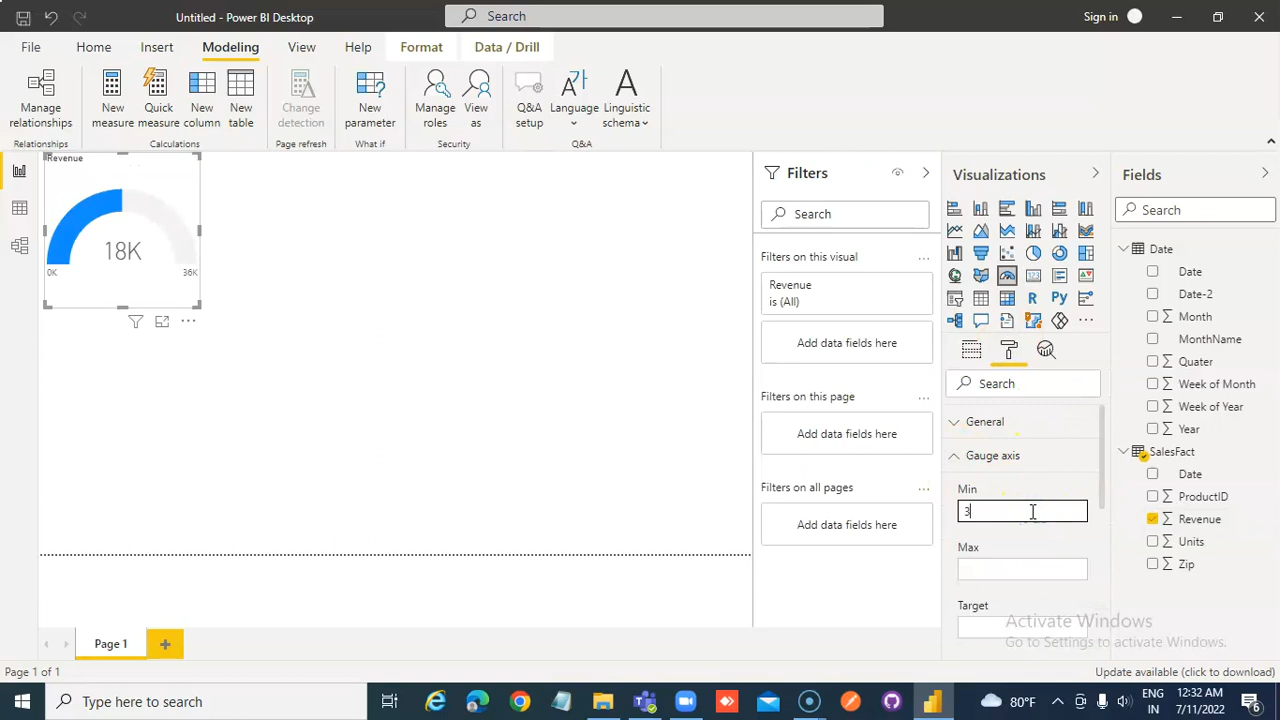 Untitled - Power BI Desktop
Search
Sign in
File
Home
Insert
Modeling
View
Help
Format
Data / Drill
Manage relationships
New measure
Quick measure
New column
New table
Change detection
New parameter
Manage roles
View as
Q&A setup
Language
Linguistic schema
Relationships
Calculations
Page refresh
What if
Security
Q&A
Revenue
18K
0K
36K
Filters
Search
Filters on this visual
Revenue
is (All)
Add data fields here
Filters on this page
Add data fields here
Filters on all pages
Add data fields here
Visualizations
R
Py
123
Search
General
Gauge axis
Min
3
Max
Target
Fields
Search
Date
Date
Date-2
Month
MonthName
Quater
Week of Month
Week of Year
Year
SalesFact
Date
ProductID
Revenue
Units
Zip
Activate Windows
Go to Settings to activate Windows.
Page 1
Page 1 of 1
Update available (click to download)
Type here to search
80°F
ENG
IN
12:32 AM
7/11/2022
6